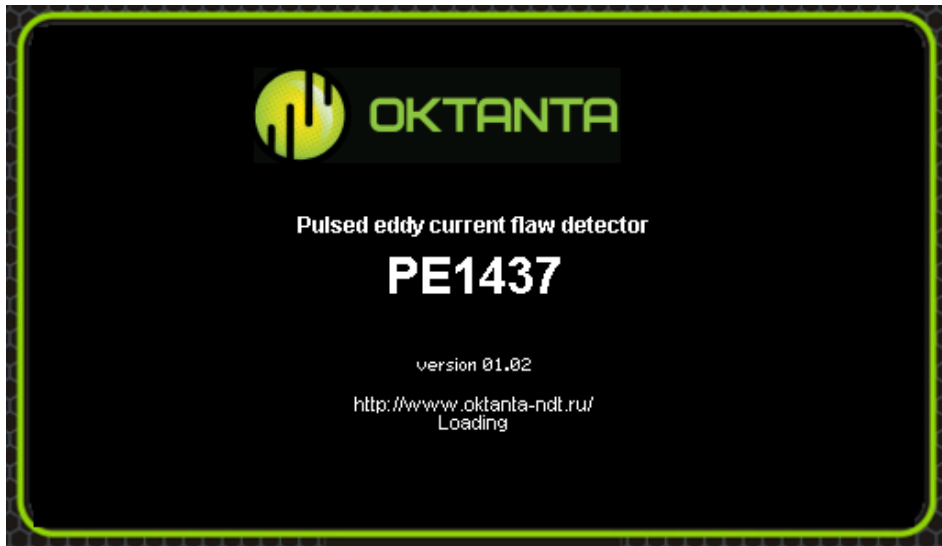 OKTANTA
Pulsed eddy current flaw detector
PE1437
version 01.02
http://www.oktanta-ndt.ru/
Loading